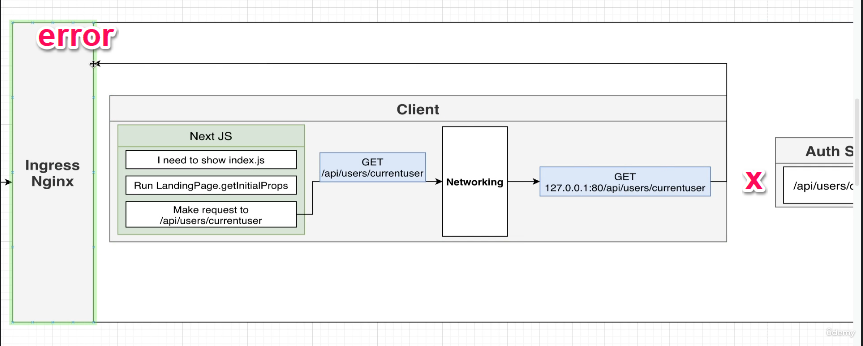 error
Client
Next JS
I need to show index.js
Run LandingPage.getInitialProps
Make request to
/api/users/currentuser
GET
/api/users/currentuser
Networking
GET
127.0.0.1:80/api/users/currentuser
Ingress
Nginx
x
Auth S
/api/users/c
Udemy